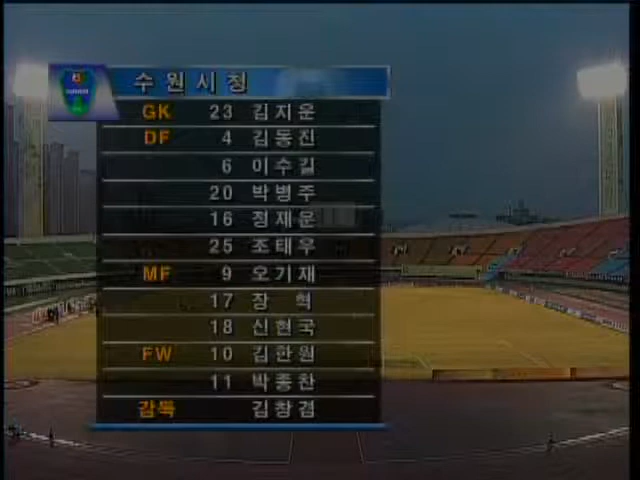 수원시청
GK 23 김지운
DF 4 김동진
6 이수길
20 박병주
16 정재운
25 조태우
MF 9 오기재
17 장 혁
18 신현국
FW 10 김한원
11 박종찬
감독 김창겸